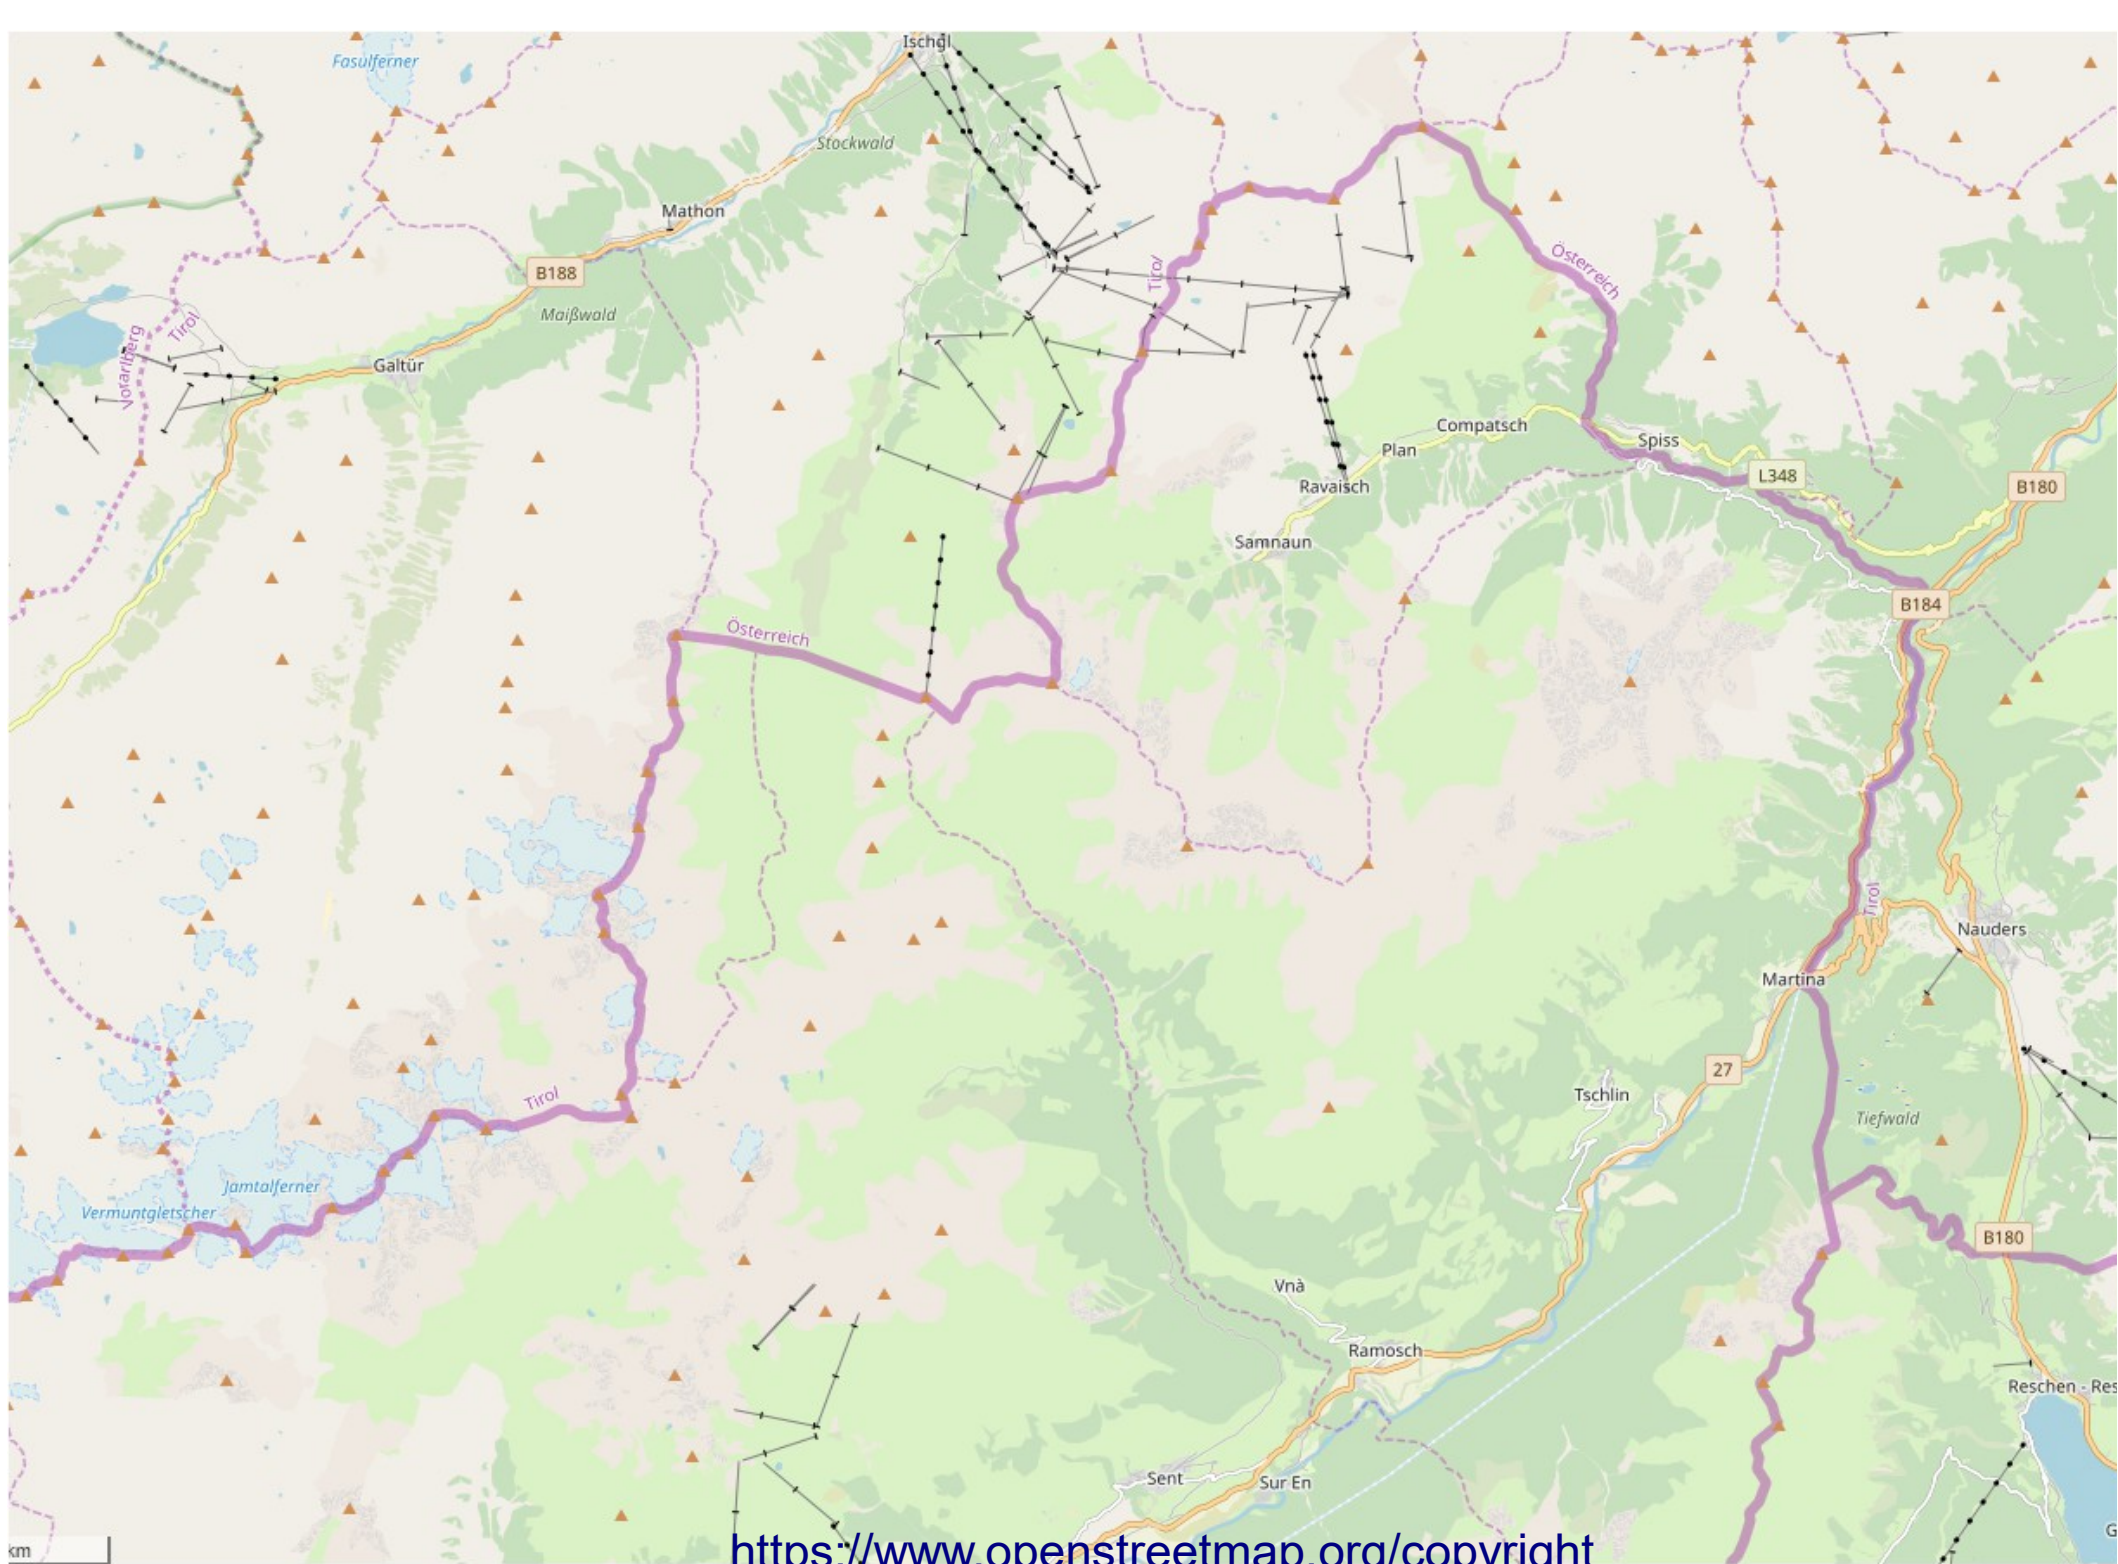 Ischgl
Fasulferner
Stockwald
Mathon
Österreich
B188
Tirol
Maißwald
Tirol
Vorarlberg
Galtür
Compatsch
Spiss
Plan
L348
Ravaisch
B180
Samnaun
B184
Österreich
Tirol
Nauders
Martina
27
Tschlin
Tirol
Tiefwald
Jamtalferner
Vermuntgletscher
B180
Vnà
Ramosch
Reschen - Res
Sent
Sur En
G
km
https://www.openstreetmap.org/copyright